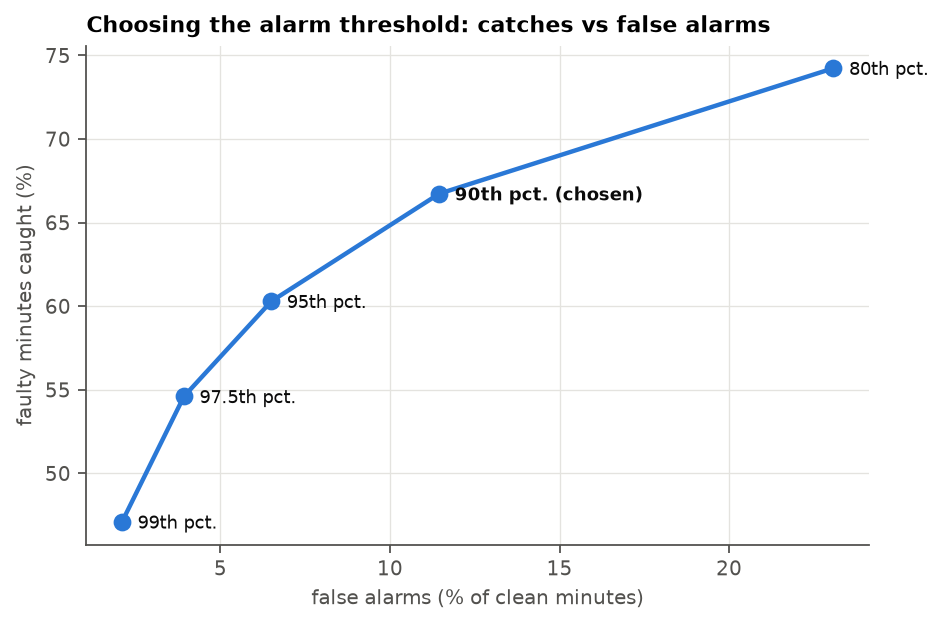 Choosing the alarm threshold: catches vs false alarms
75
70
65
60
55
50
faulty minutes caught (%)
80th pct.
90th pct. (chosen)
95th pct.
97.5th pct.
99th pct.
5
10
15
20
false alarms (% of clean minutes)